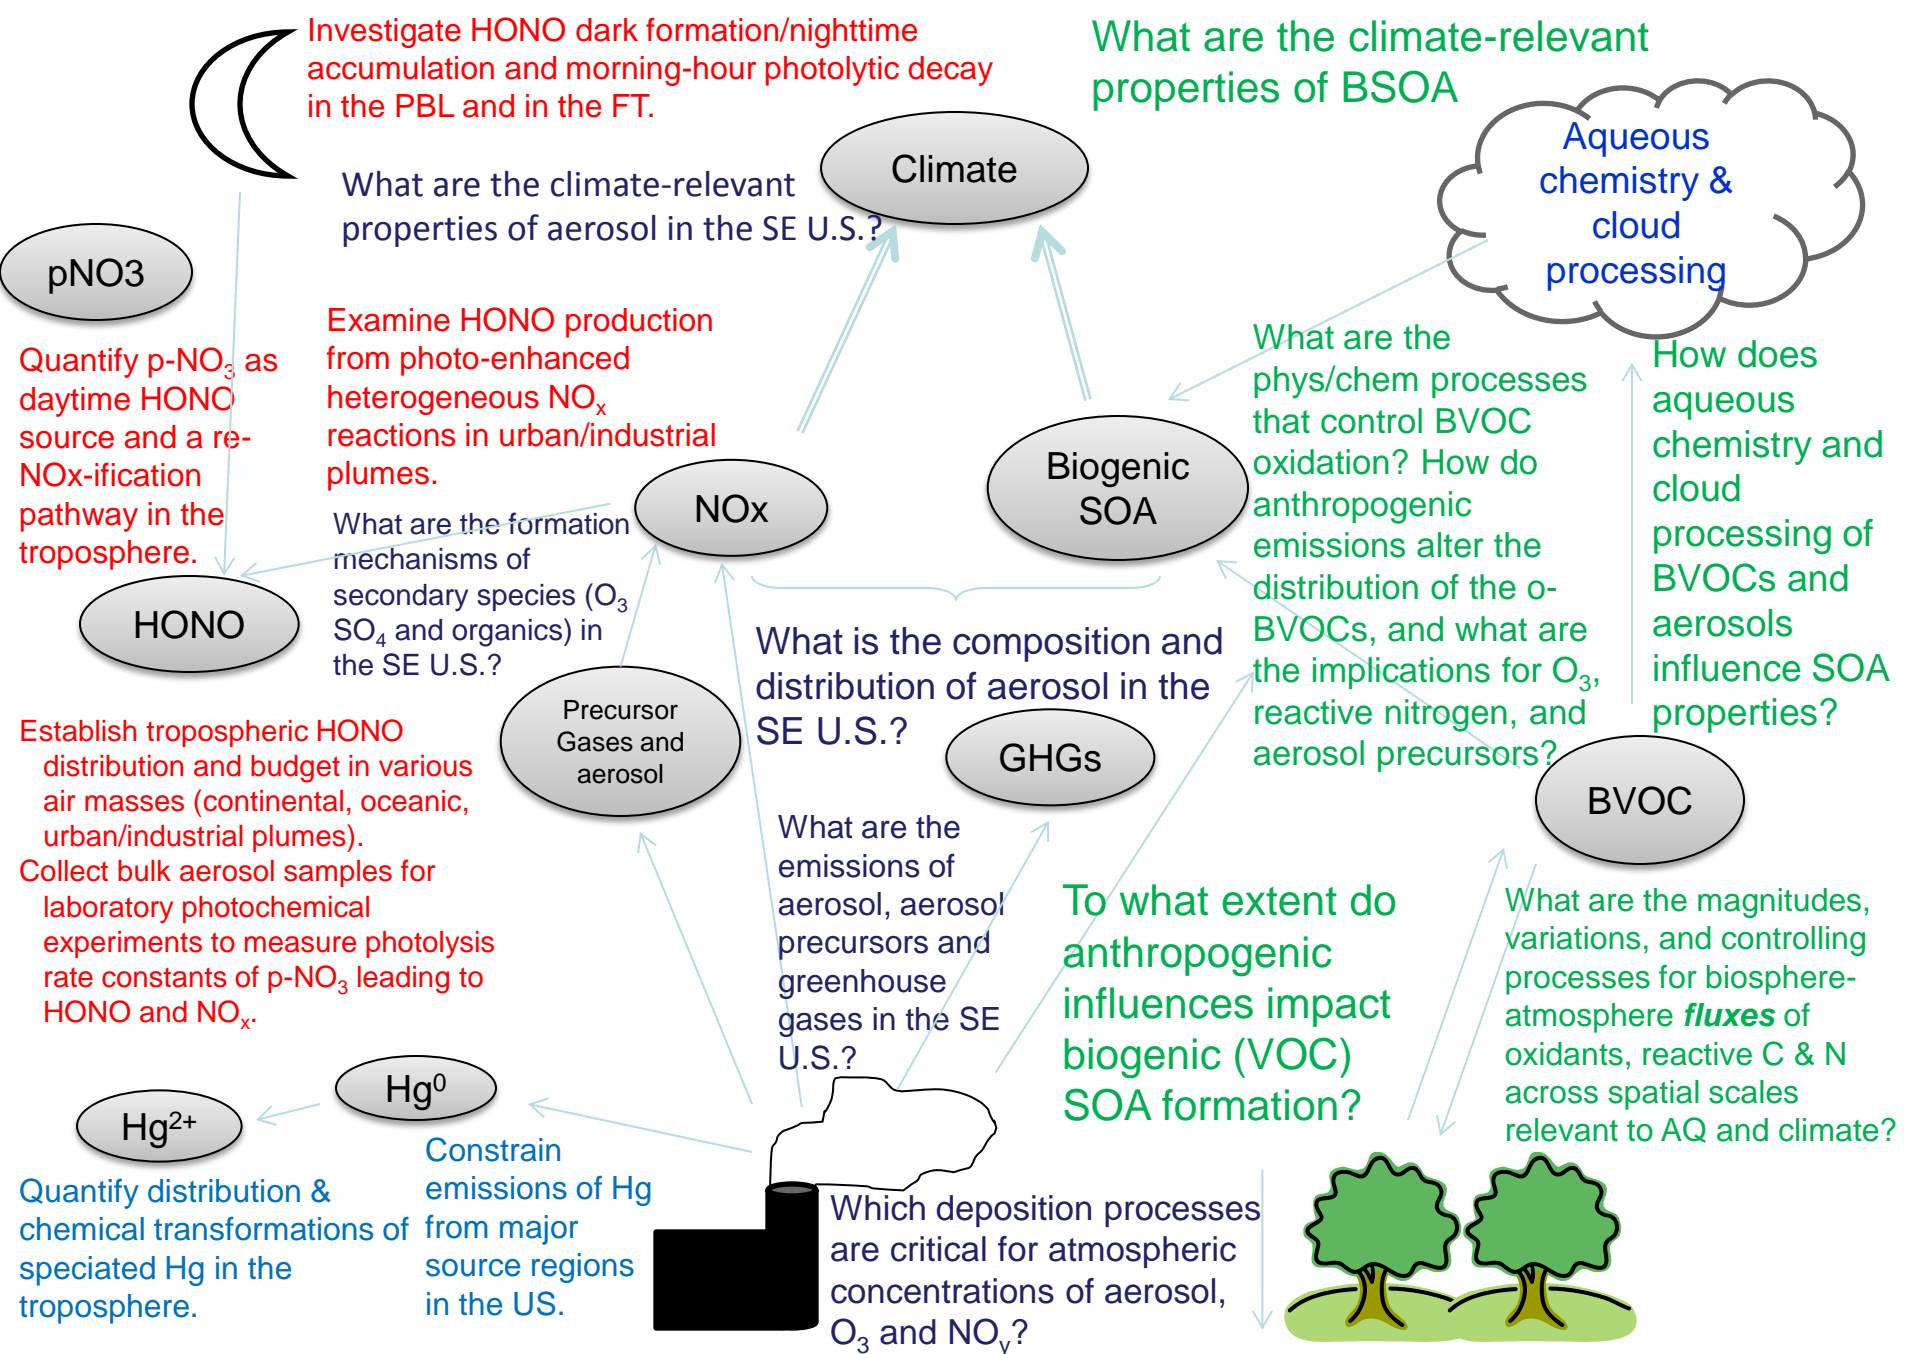 Investigate HONO dark formation/nighttime
accumulation and morning-hour photolytic decay
in the PBL and in the FT.
What are the climate-relevant
properties of BSOA
Climate
Aqueous
chemistry &
cloud
processing
What are the climate-relevant
properties of aerosol in the SE U.S.?
pNO3
Quantify p-NO3 as
daytime HONO
source and a re-
NOx-ification
pathway in the
troposphere.
Examine HONO production
from photo-enhanced
heterogeneous NOx
reactions in urban/industrial
plumes.
What are the formation
mechanisms of
secondary species (O3
SO4 and organics) in
the SE U.S.?
NOx
Biogenic
SOA
What are the
phys/chem processes
that control BVOC
oxidation? How do
anthropogenic
emissions alter the
distribution of the o-
BVOCs, and what are
the implications for O3,
reactive nitrogen, and
aerosol precursors?
How does
aqueous
chemistry and
cloud
processing of
BVOCs and
aerosols
influence SOA
properties?
HONO
What is the composition and
distribution of aerosol in the
SE U.S.?
Precursor
Gases and
aerosol
GHGs
BVOC
Establish tropospheric HONO
distribution and budget in various
air masses (continental, oceanic,
urban/industrial plumes).
Collect bulk aerosol samples for
laboratory photochemical
experiments to measure photolysis
rate constants of p-NO3 leading to
HONO and NOx.
What are the
emissions of
aerosol, aerosol
precursors and
greenhouse
gases in the SE
U.S.?
To what extent do
anthropogenic
influences impact
biogenic (VOC)
SOA formation?
What are the magnitudes,
variations, and controlling
processes for biosphere-
atmosphere fluxes of
oxidants, reactive C & N
across spatial scales
relevant to AQ and climate?
Hg0
Hg2+
Quantify distribution &
chemical transformations of
speciated Hg in the
troposphere.
Constrain
emissions of Hg
from major
source regions
in the US.
Which deposition processes
are critical for atmospheric
concentrations of aerosol,
O3 and NOy?